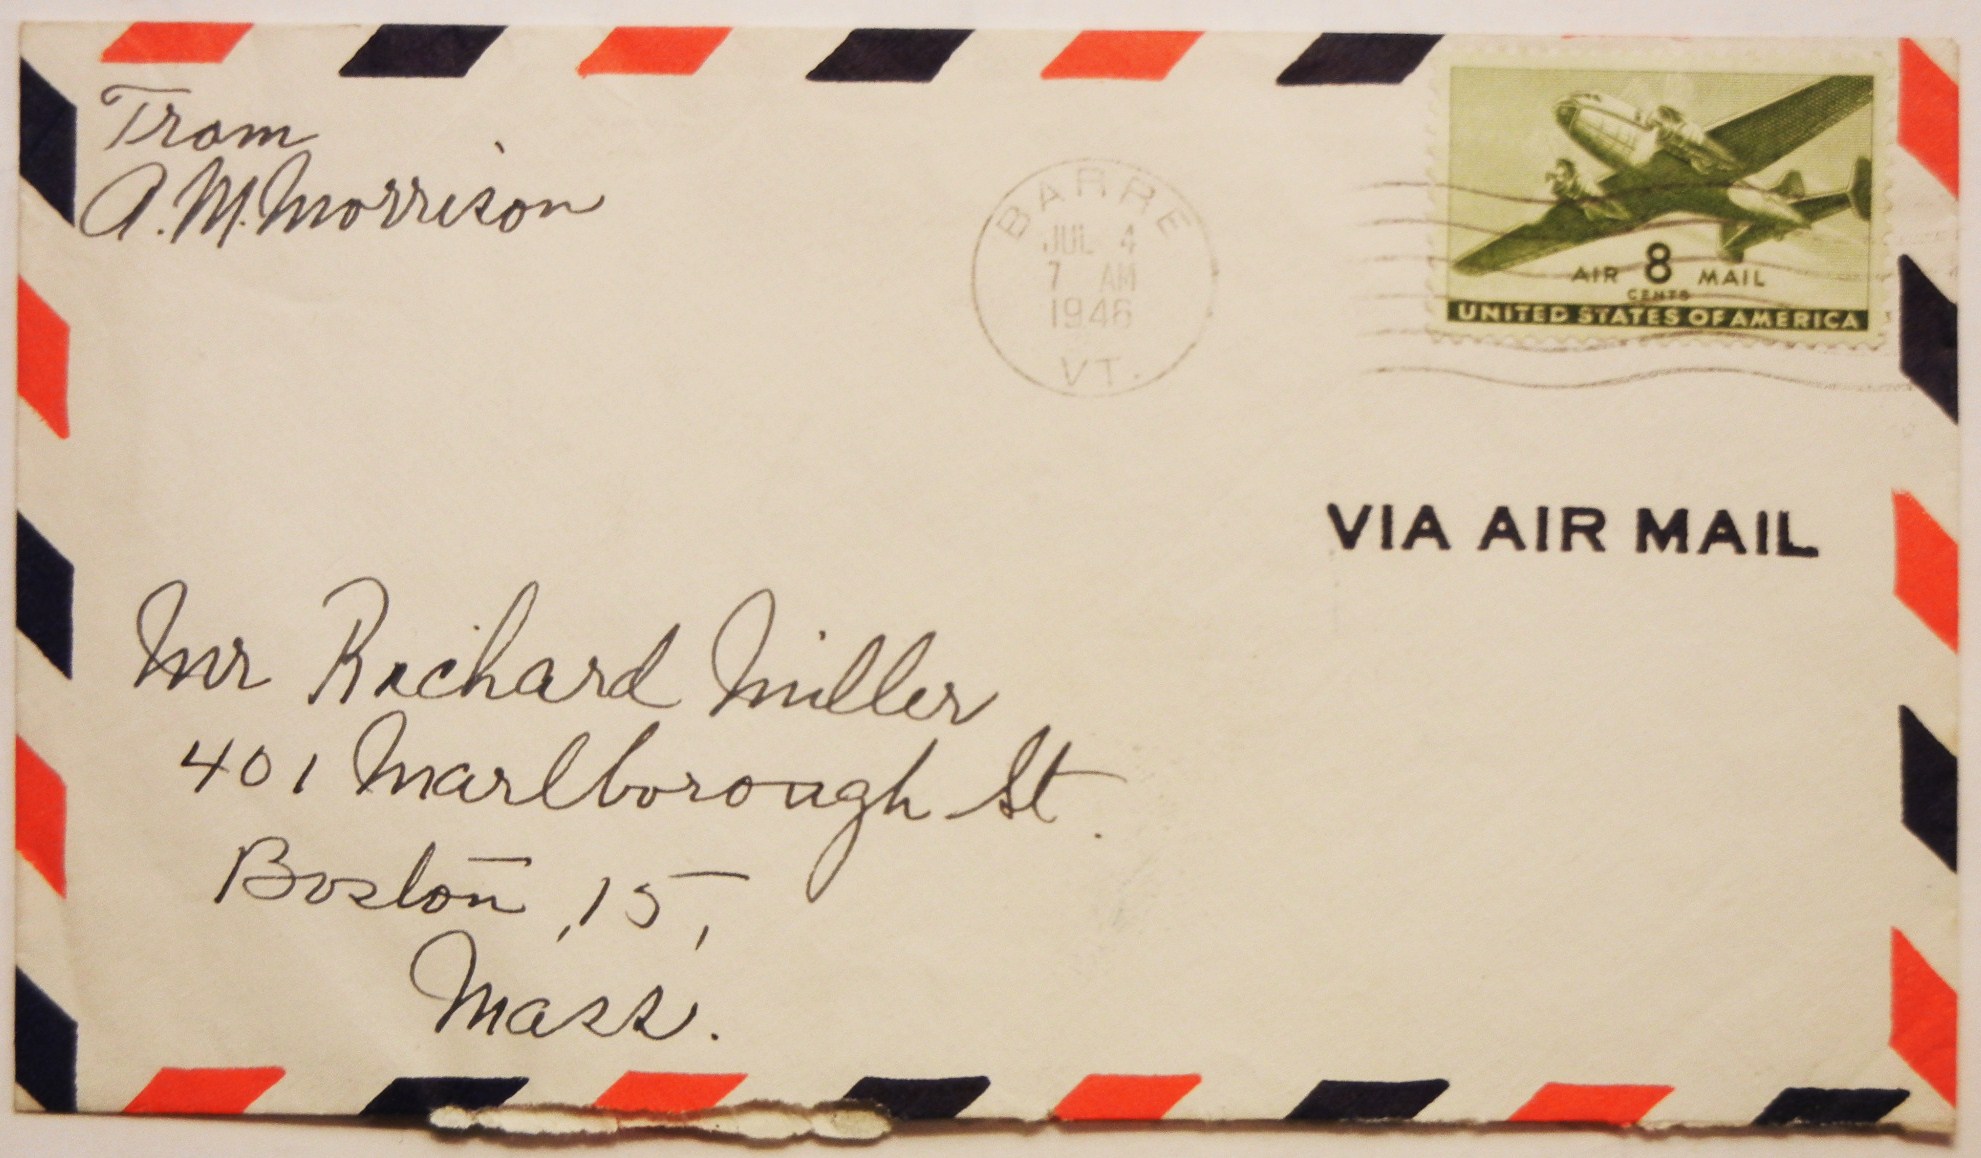 From
A. M. Morrison
BARRE
JUL 4
7 AM
1946
VT.
AIR 8 MAIL
CENTS
UNITED STATES OF AMERICA
VIA AIR MAIL
Mr Richard Miller
401 Marlborough St.
Boston, 15,
Mass.